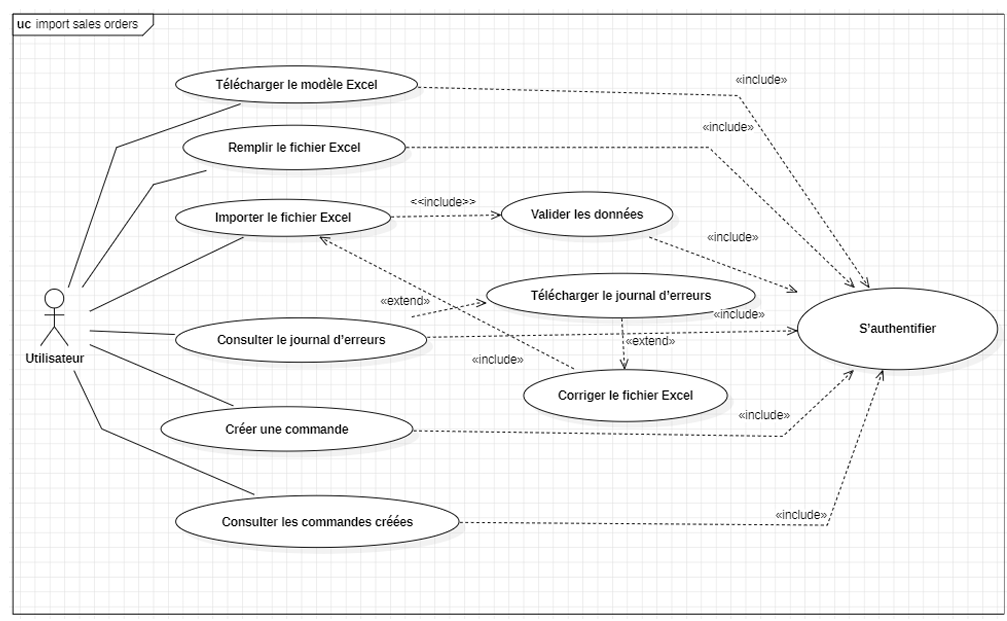 uc import sales orders
«include»
Télécharger le modèle Excel
«include»
Remplir le fichier Excel
<<include>>
Importer le fichier Excel
Valider les données
«include»
«extend»
Télécharger le journal d'erreurs
«include»
S'authentifier
Consulter le journal d'erreurs
«extend»
Utilisateur
«include»
Corriger le fichier Excel
«include»
Créer une commande
«include»
Consulter les commandes créées